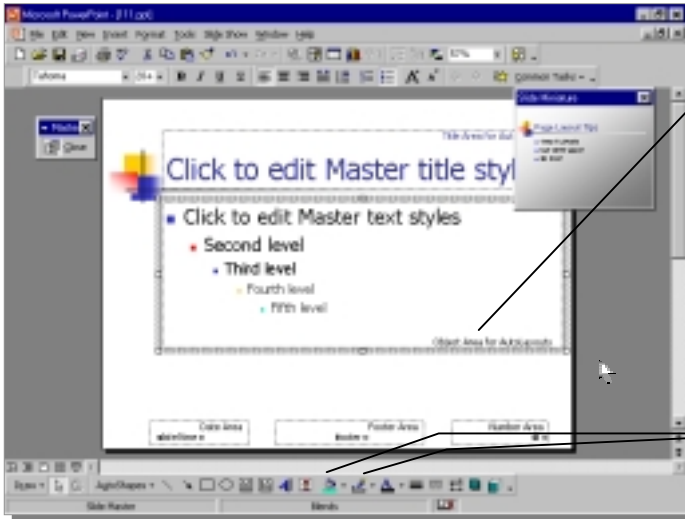 Microsoft PowerPoint - [111.ppt]
File Edit View Insert Format Tools Slide Show Window Help
57%
Tahoma 24 B I U S Common Tasks
Slide Miniature
Page Layout Tips
Close
Title Area for
Click to edit Master title styl
Click to edit Master text styles
Second level
Third level
Fourth level
Fifth level
Object Area for AutoLayouts
Date Area Footer Area Number Area
Draw AutoShapes
Slide Master Blends